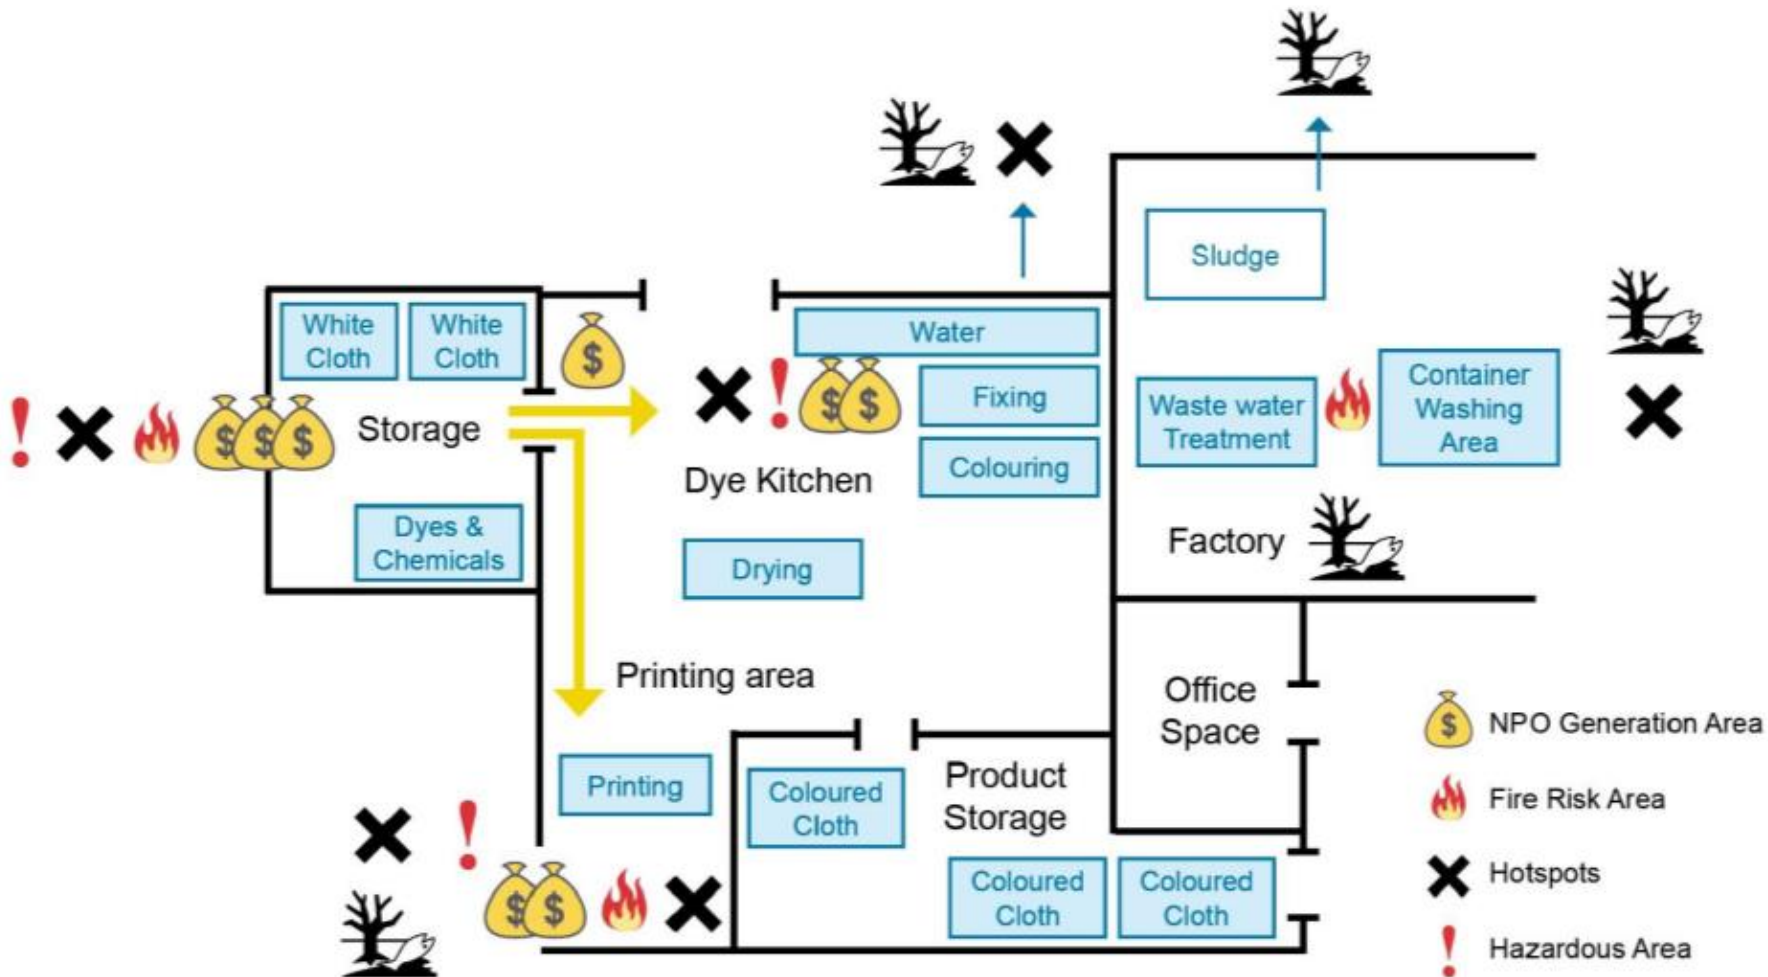 Sludge
White
Cloth
White
Cloth
$
Water
$$
Fixing
Colouring
Waste water
Treatment
Container
Washing
Area
$$$
Storage
Dye Kitchen
Dyes &
Chemicals
Drying
Factory
Printing area
Office
Space
Printing
Coloured
Cloth
Product
Storage
$$
Coloured
Cloth
Coloured
Cloth
$ NPO Generation Area
Fire Risk Area
Hotspots
Hazardous Area